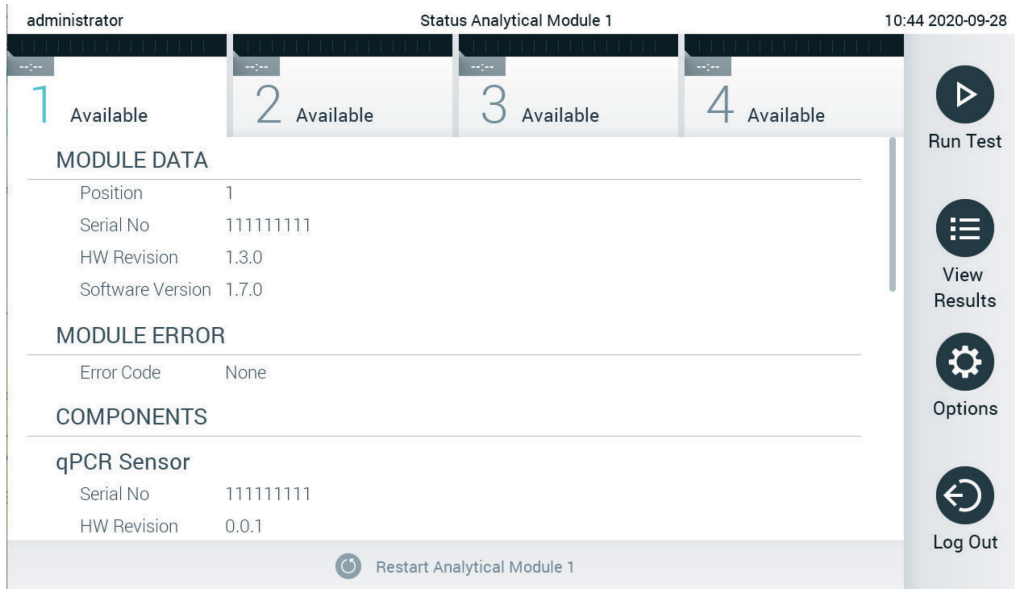 administrator Status Analytical Module 1 10:44 2020-09-28
--:-- --:-- --:-- --:--
1 Available 2 Available 3 Available 4 Available
MODULE DATA
Position 1
Serial No 111111111
HW Revision 1.3.0
Software Version 1.7.0
MODULE ERROR
Error Code None
COMPONENTS
qPCR Sensor
Serial No 111111111
HW Revision 0.0.1
Restart Analytical Module 1
Run Test
View
Results
Options
Log Out